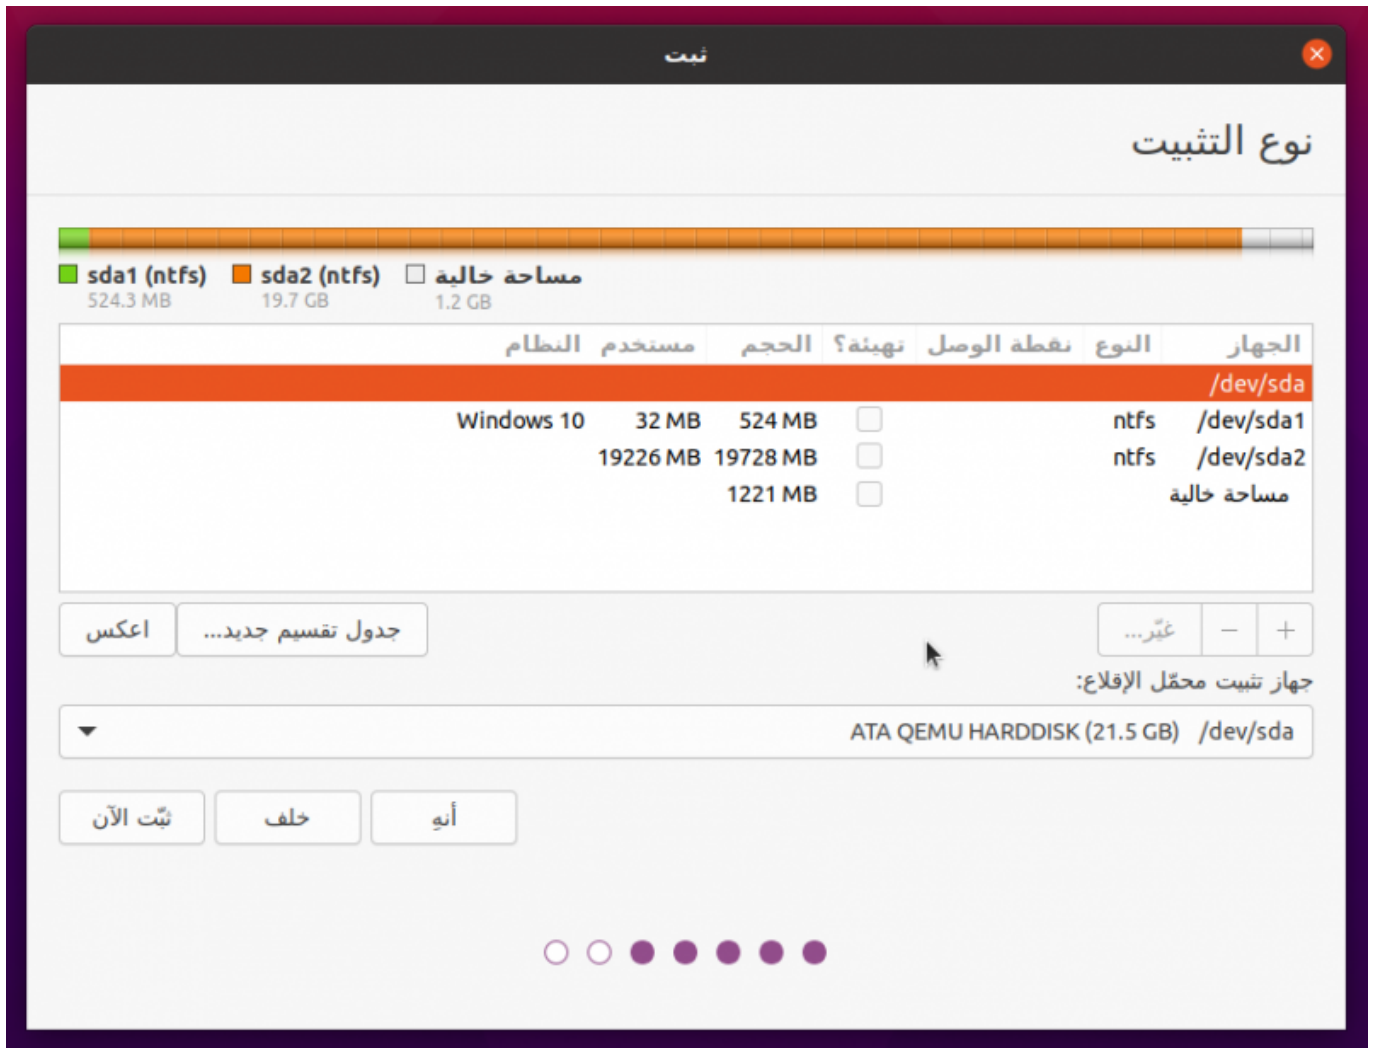 ثبت
نوع التثبيت
sda1 (ntfs) sda2 (ntfs) مساحة خالية
524.3 MB 19.7 GB 1.2 GB
الجهاز النوع نقطة الوصل تهيئة؟ الحجم مستخدم النظام
/dev/sda
/dev/sda1 ntfs 524 MB 32 MB Windows 10
/dev/sda2 ntfs 19728 MB 19226 MB
مساحة خالية 1221 MB
+ − غيّر... جدول تقسيم جديد... اعكس
جهاز تثبيت محمّل الإقلاع:
/dev/sda ATA QEMU HARDDISK (21.5 GB)
أنهِ خلف ثبّت الآن